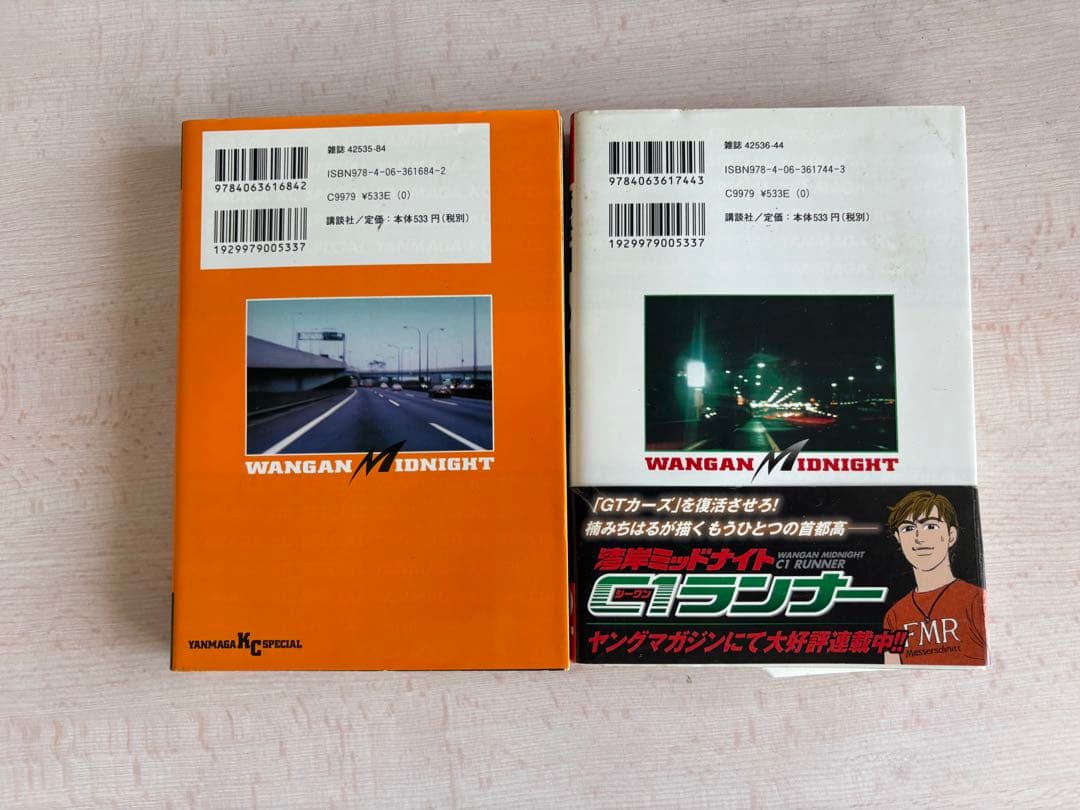 雑誌 42535-84
ISBN978-4-06-361684-2
C9979 ¥533E (0)
講談社/定価:本体533円(税別)
9784063616842
1929979005337
WANGAN MIDNIGHT
YANMAGA KC SPECIAL
雑誌 42536-44
ISBN978-4-06-361744-3
C9979 ¥533E (0)
講談社/定価:本体533円(税別)
9784063617443
1929979005337
WANGAN MIDNIGHT
「GTカーズ」を復活させろ!
楠みちはるが描くもうひとつの首都高――
湾岸ミッドナイト
WANGAN MIDNIGHT
C1 RUNNER
シーワン
C1ランナー
ヤングマガジンにて大好評連載中!!
FMR
Messerschmitt